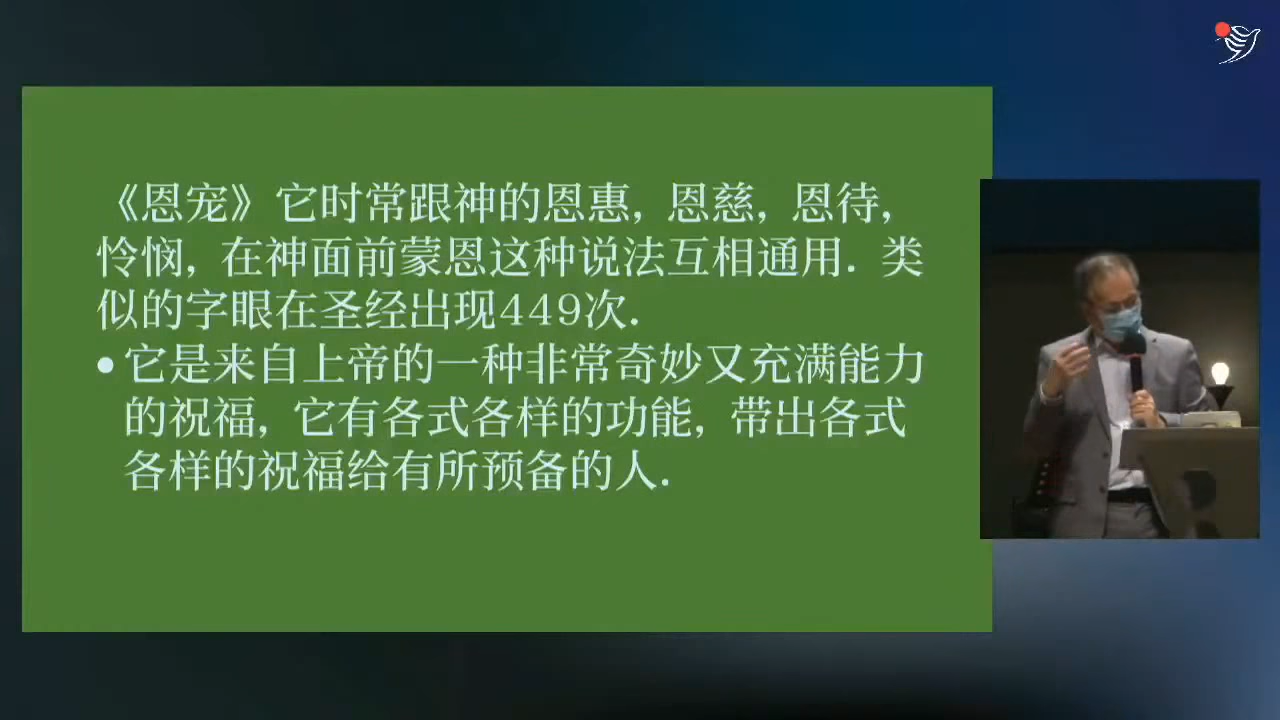 《恩宠》它时常跟神的恩惠, 恩慈, 恩待,
怜悯, 在神面前蒙恩这种说法互相通用. 类
似的字眼在圣经出现449次.
• 它是来自上帝的一种非常奇妙又充满能力
的祝福, 它有各式各样的功能, 带出各式
各样的祝福给有所预备的人.